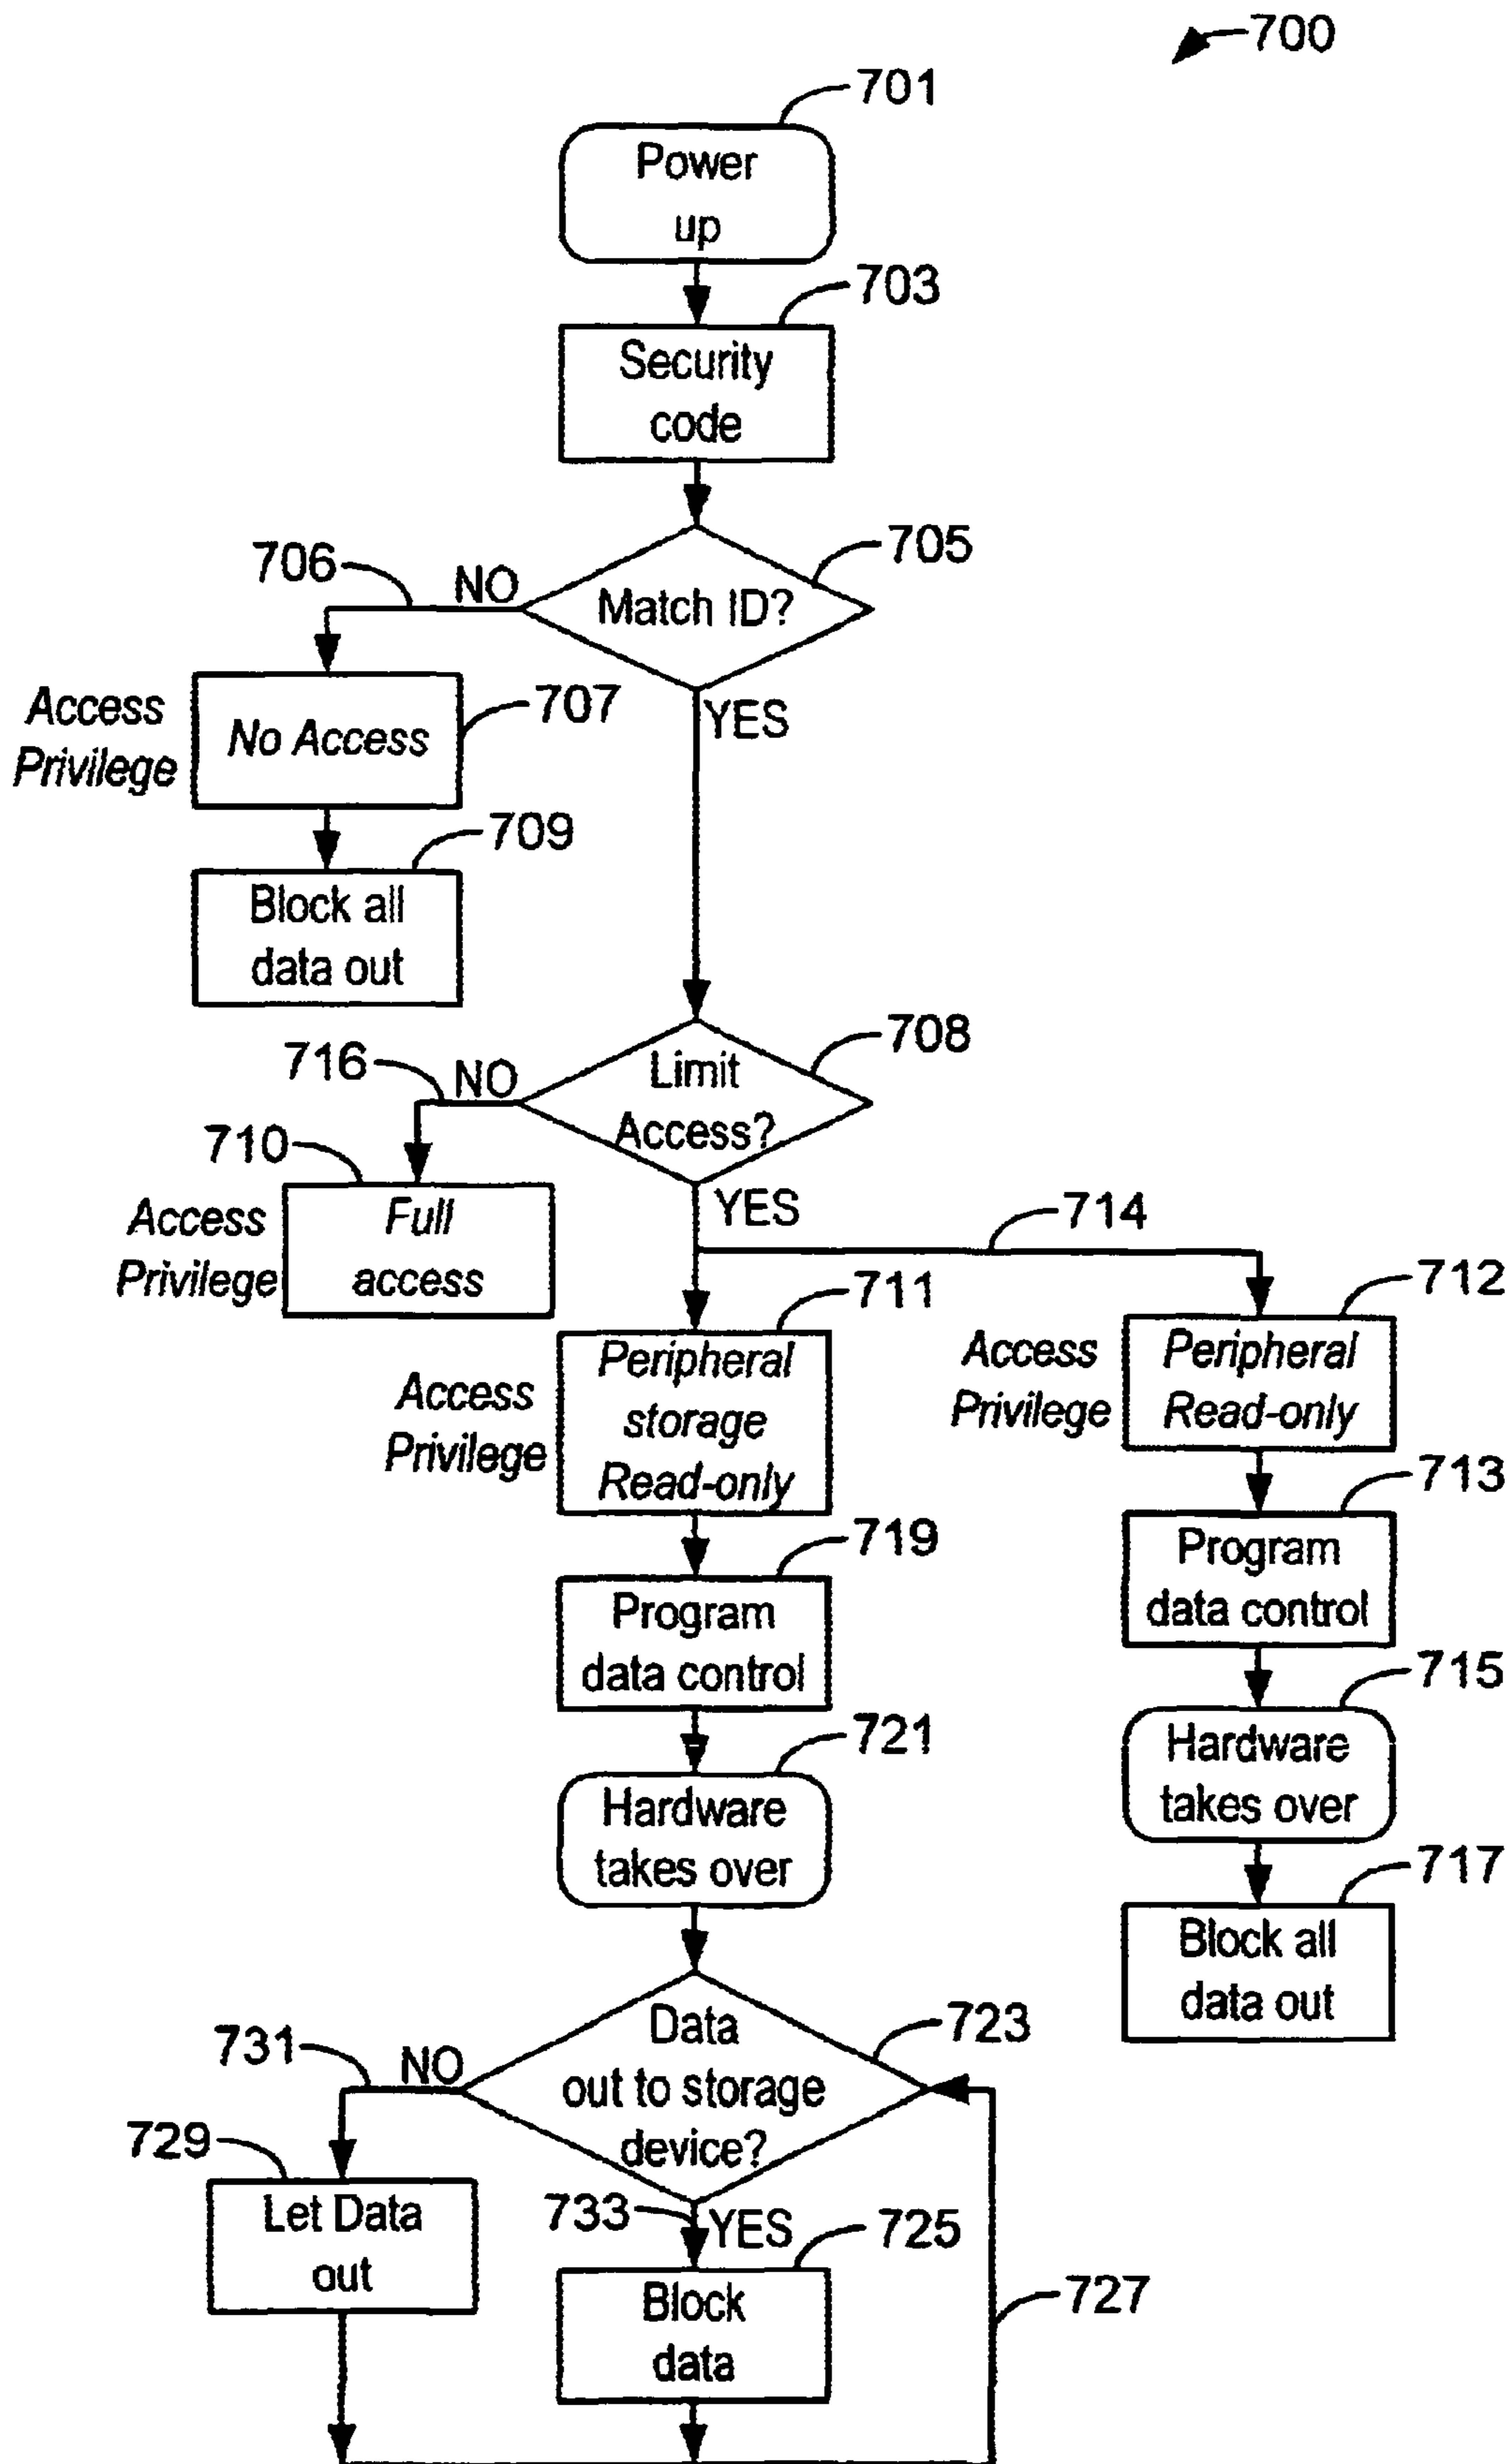 700
701
Power
up
703
Security
code
705
706
NO
Match ID?
YES
Access
Privilege
No Access
707
709
Block all
data out
708
716
NO
Limit
Access?
YES
710
Access
Privilege
Full
access
714
711
Access
Privilege
Peripheral
storage
Read-only
712
Access
Privilege
Peripheral
Read-only
719
Program
data control
713
Program
data control
721
Hardware
takes over
715
Hardware
takes over
717
Block all
data out
723
Data
out to storage
device?
731
NO
729
Let Data
out
733
YES
725
Block
data
727